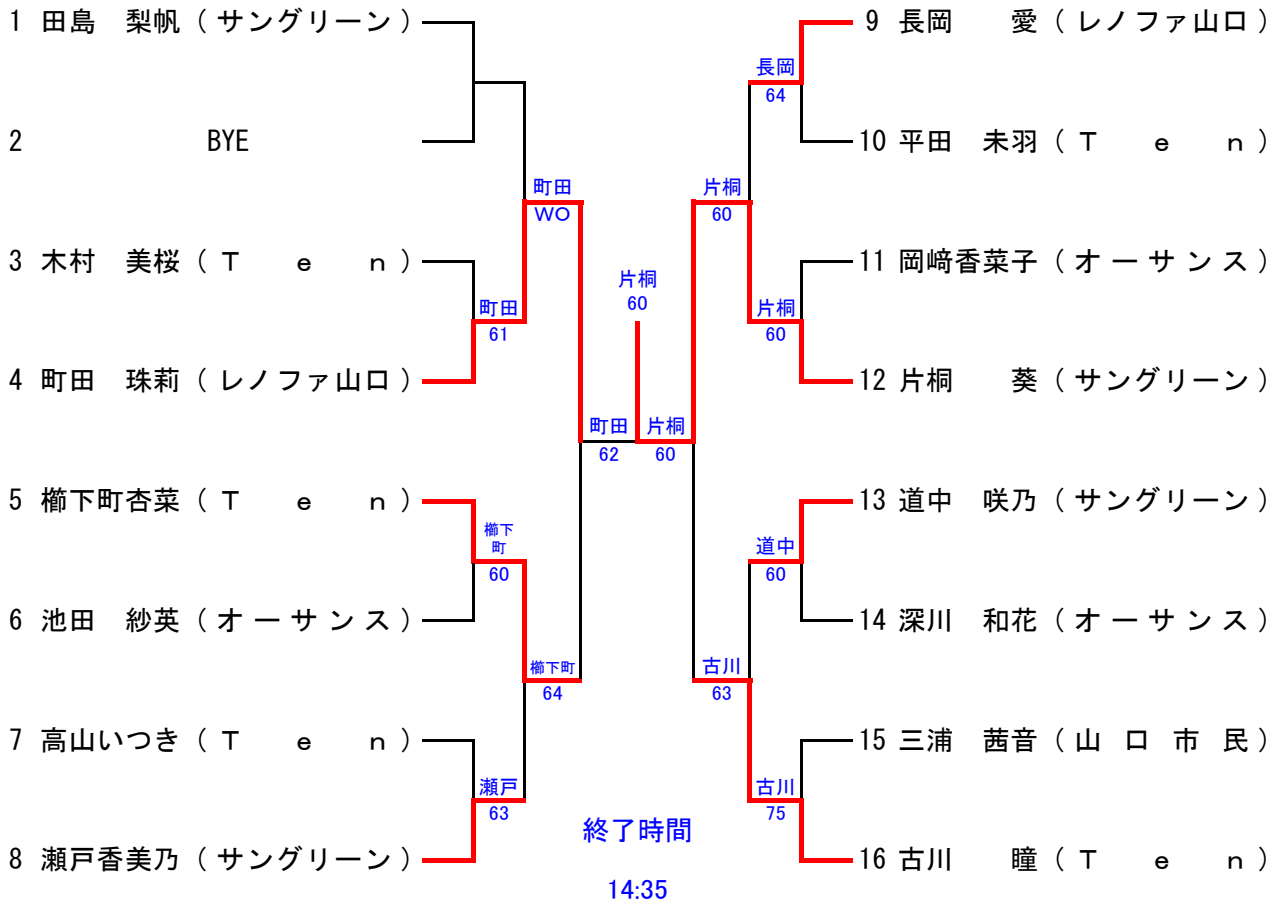 1 田島 梨帆 ( サングリーン )
2 BYE
町田
WO
3 木村 美桜 ( Ｔ ｅ ｎ )
町田
61
4 町田 珠莉 ( レノファ山口 )
町田
62
5 櫛下町杏菜 ( Ｔ ｅ ｎ )
櫛下
町
60
6 池田 紗英 ( オ ー サ ン ス )
櫛下町
64
7 高山いつき ( Ｔ ｅ ｎ )
瀬戸
63
8 瀬戸香美乃 ( サングリーン )
片桐
60
9 長岡 愛 ( レノファ山口 )
長岡
64
10 平田 未羽 ( Ｔ ｅ ｎ )
片桐
60
11 岡﨑香菜子 ( オ ー サ ン ス )
片桐
60
12 片桐 葵 ( サングリーン )
片桐
60
13 道中 咲乃 ( サングリーン )
道中
60
14 深川 和花 ( オ ー サ ン ス )
古川
63
15 三浦 茜音 ( 山 口 市 民 )
古川
75
16 古川 瞳 ( Ｔ ｅ ｎ )
終了時間
14:35